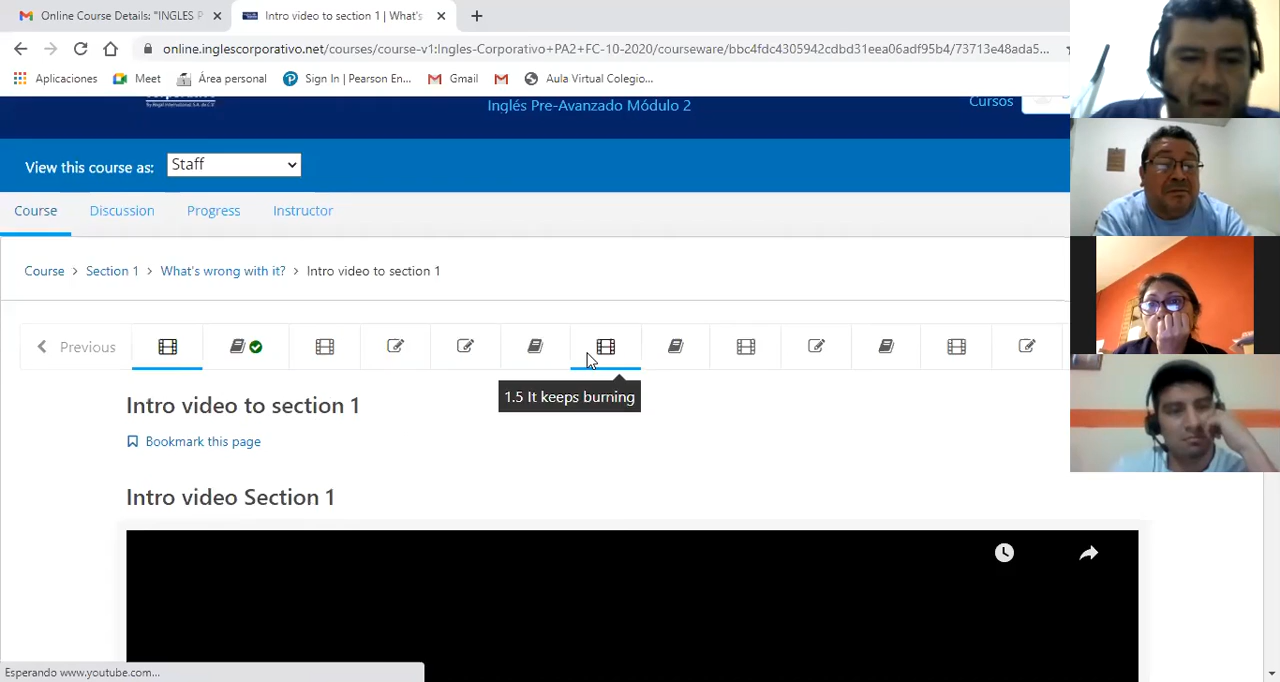 Online Course Details: "INGLES P
Intro video to section 1 | What's
online.inglescorporativo.net/courses/course-v1:Ingles-Corporativo+PA2+FC-10-2020/courseware/bbc4fdc4305942cdbd31eea06adf95b4/73713e48ada5...
Aplicaciones Meet Área personal Sign In | Pearson En... Gmail Aula Virtual Colegio...
Inglés Pre-Avanzado Módulo 2
Cursos
View this course as: Staff
Course Discussion Progress Instructor
Course > Section 1 > What's wrong with it? > Intro video to section 1
Previous
1.5 It keeps burning
Intro video to section 1
Bookmark this page
Intro video Section 1
Esperando www.youtube.com...